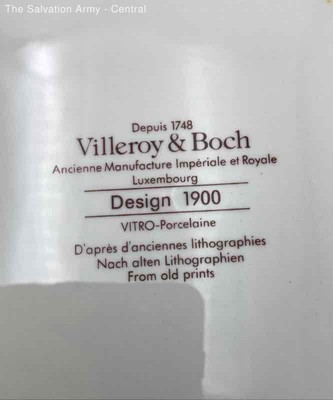 The Salvation Army - Central
Depuis 1748
Villeroy & Boch
Ancienne Manufacture Impériale et Royale
Luxembourg
Design 1900
VITRO-Porcelaine
D'après d'anciennes lithographies
Nach alten Lithographien
From old prints